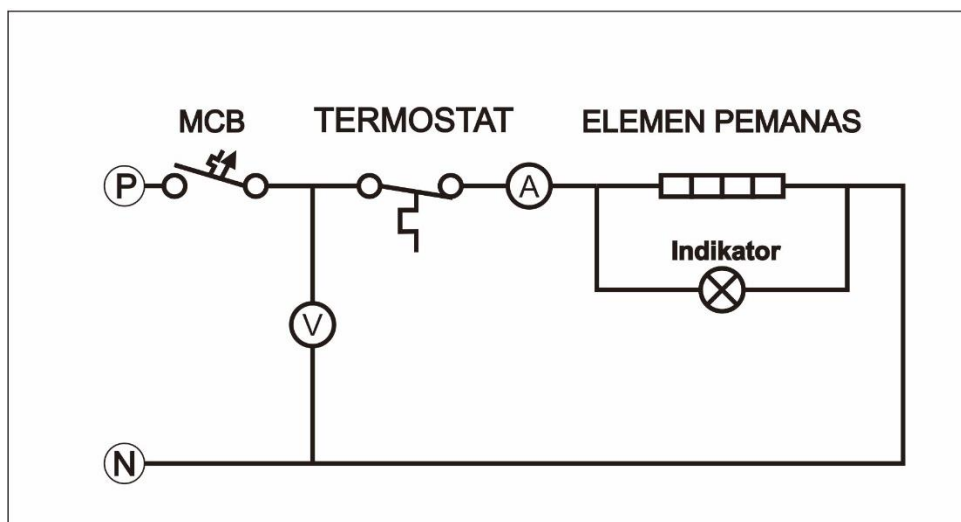 MCB
TERMOSTAT
ELEMEN PEMANAS
P
A
Indikator
V
N